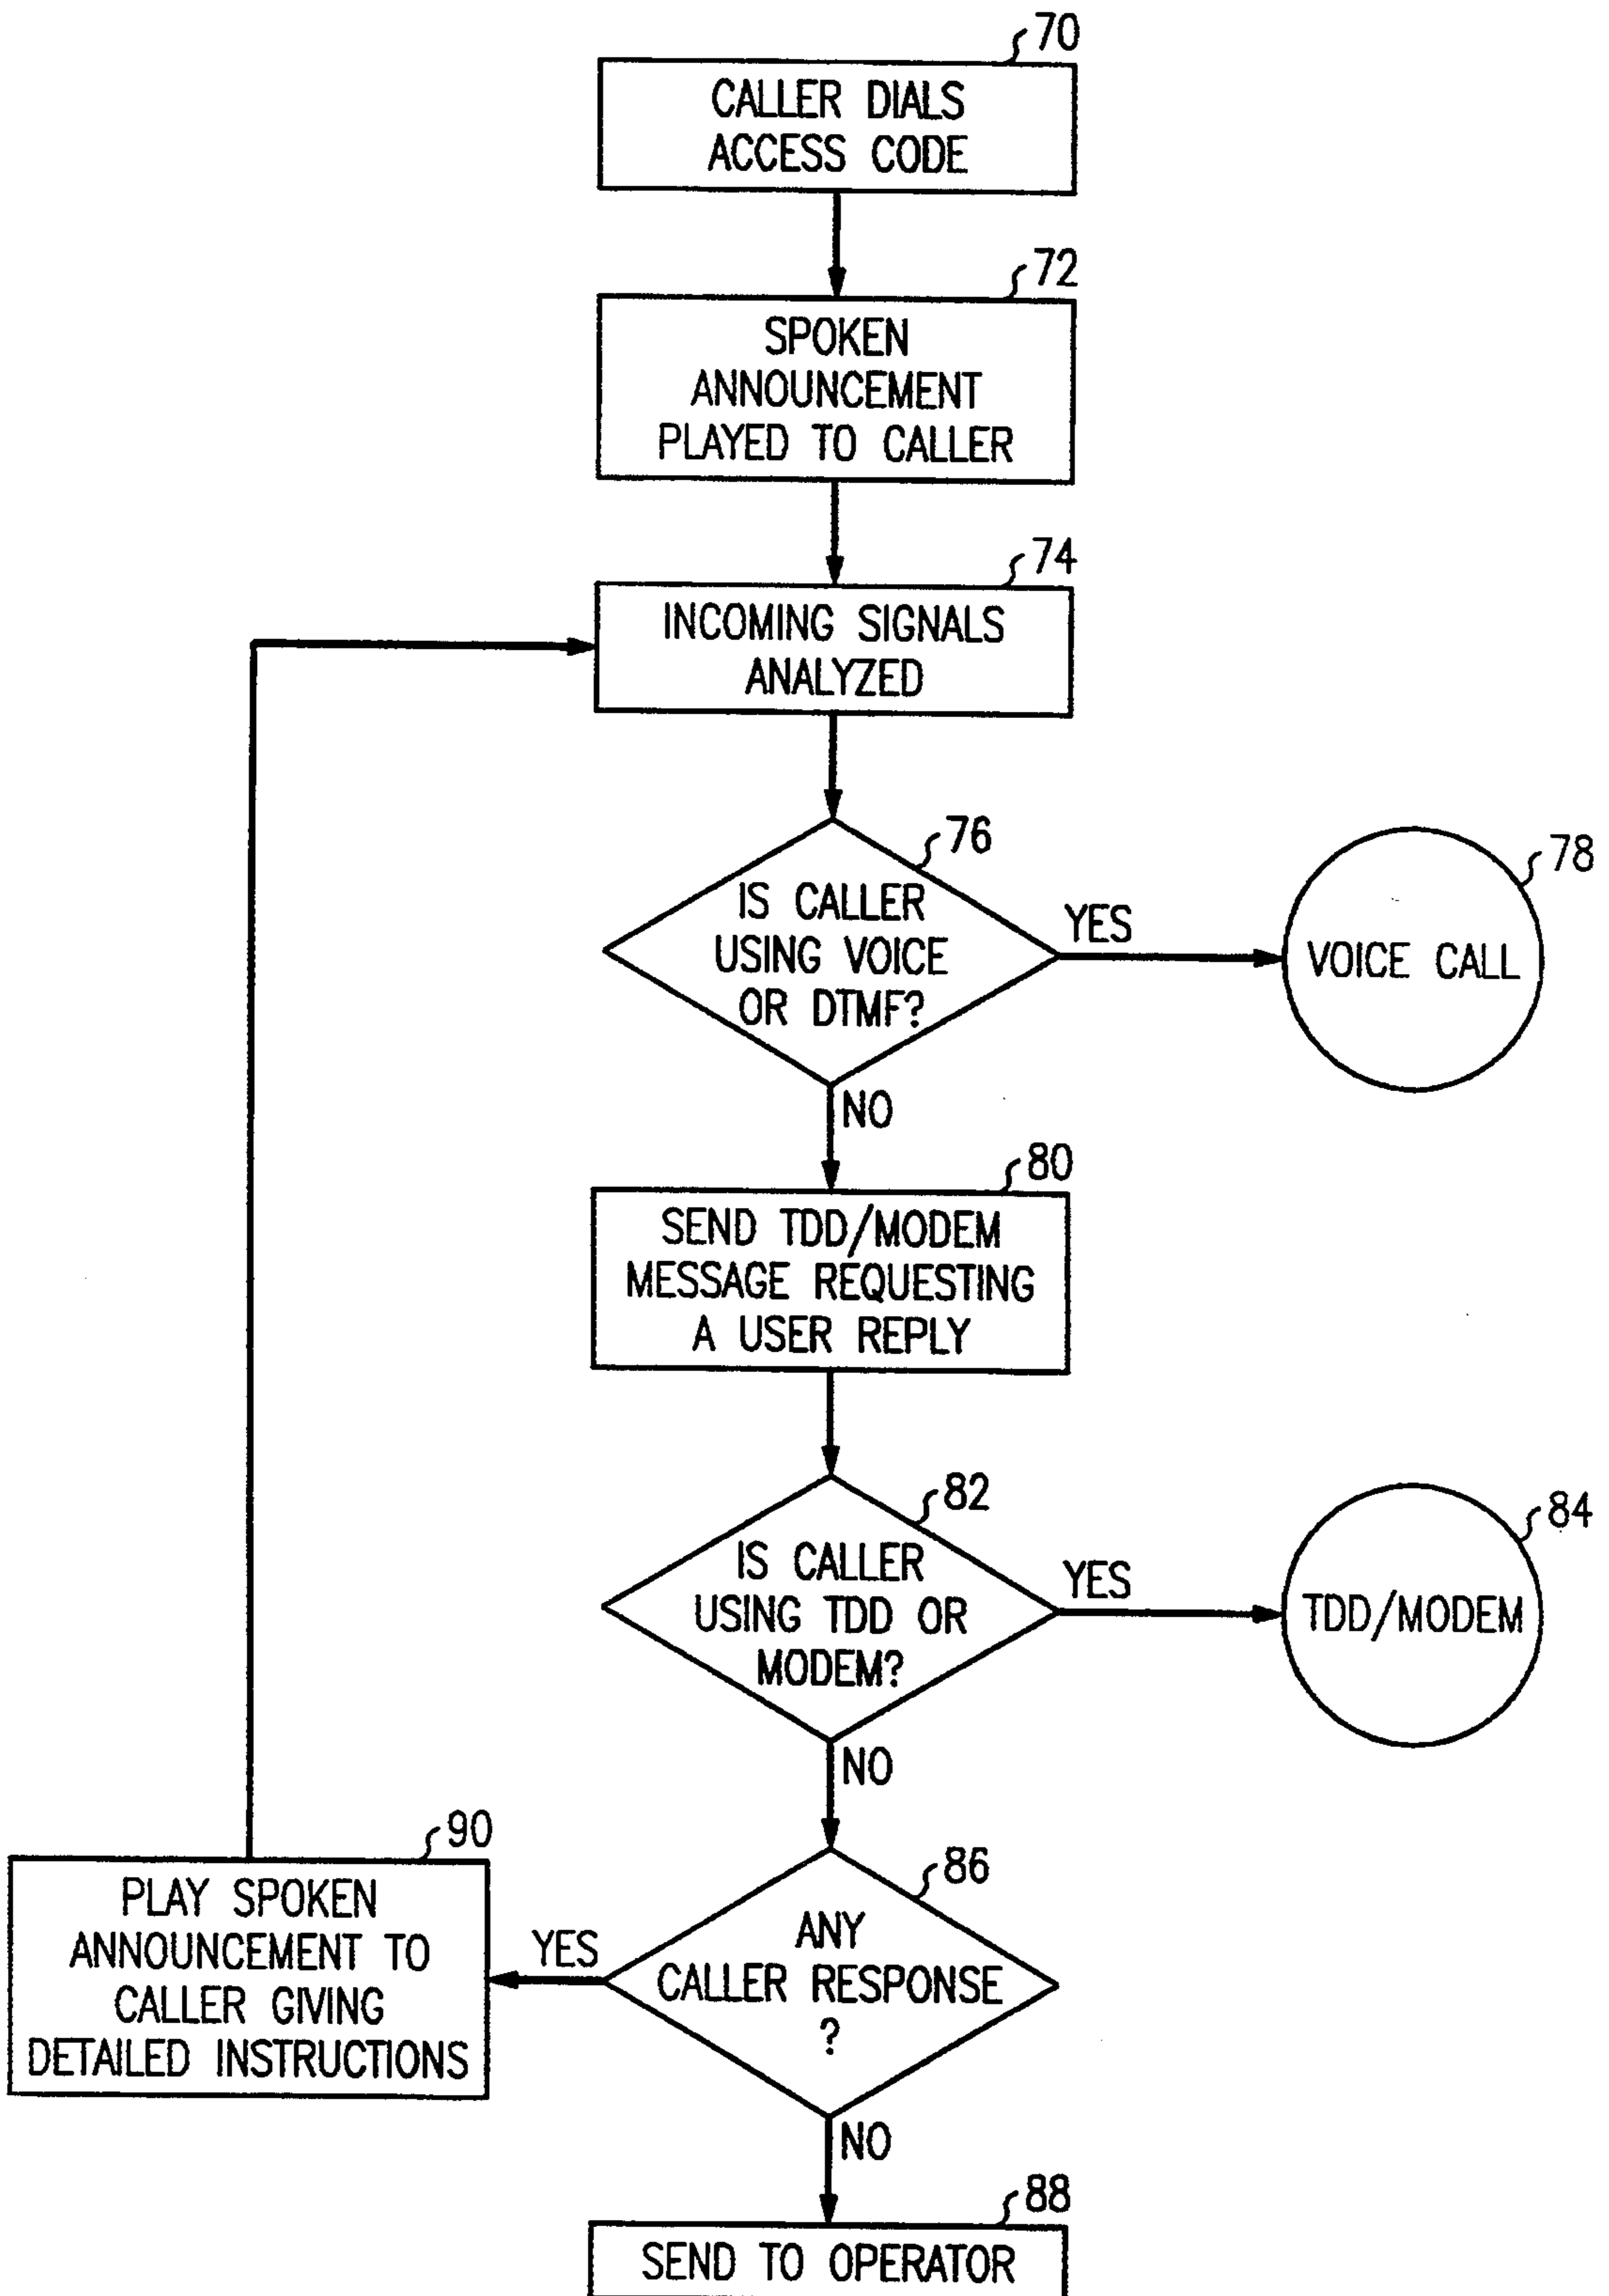 70
CALLER DIALS
ACCESS CODE
72
SPOKEN
ANNOUNCEMENT
PLAYED TO CALLER
74
INCOMING SIGNALS
ANALYZED
76
IS CALLER
USING VOICE
OR DTMF?
YES
78
VOICE CALL
NO
80
SEND TDD/MODEM
MESSAGE REQUESTING
A USER REPLY
82
IS CALLER
USING TDD OR
MODEM?
YES
84
TDD/MODEM
NO
86
ANY
CALLER RESPONSE
?
YES
90
PLAY SPOKEN
ANNOUNCEMENT TO
CALLER GIVING
DETAILED INSTRUCTIONS
NO
88
SEND TO OPERATOR